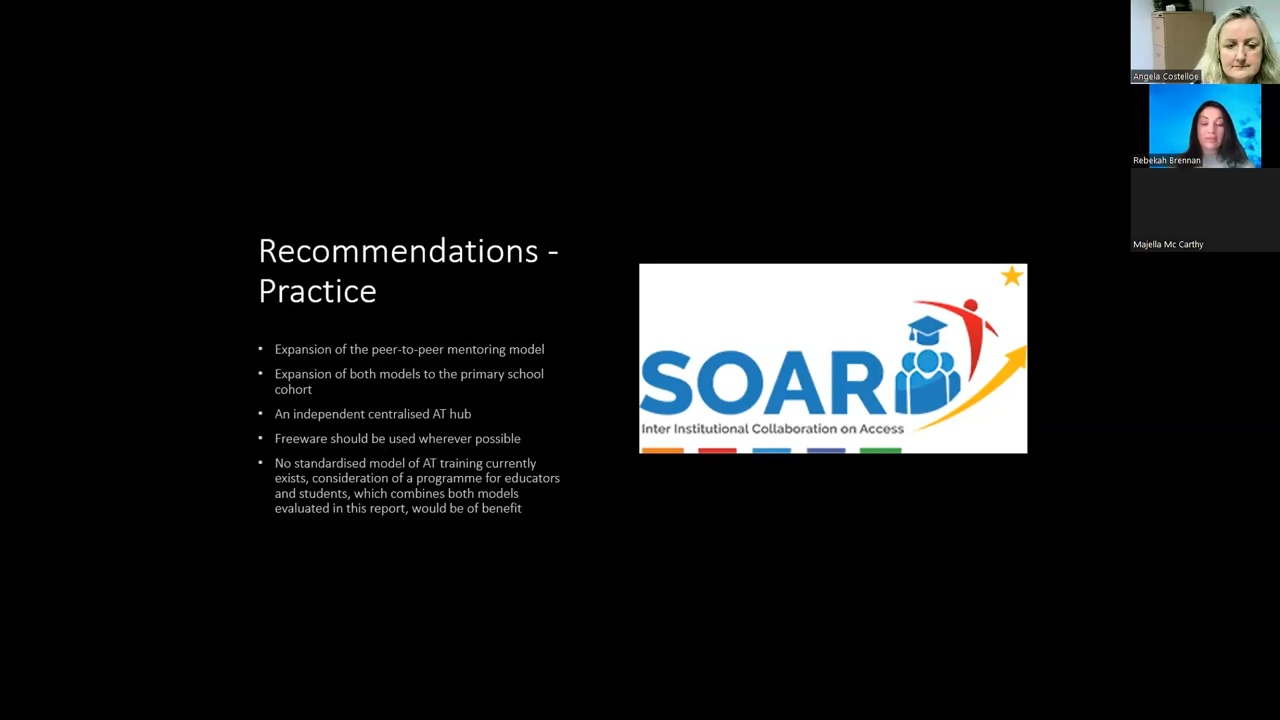 Recommendations -
Practice
• Expansion of the peer-to-peer mentoring model
• Expansion of both models to the primary school
cohort
• An independent centralised AT hub
• Freeware should be used wherever possible
• No standardised model of AT training currently
exists, consideration of a programme for educators
and students, which combines both models
evaluated in this report, would be of benefit
SOAR
Inter Institutional Collaboration on Access
Angela Costelloe
Rebekah Brennan
Majella Mc Carthy